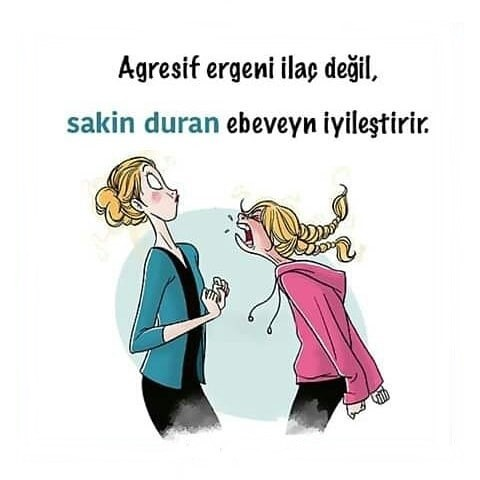 Agresif ergeni ilaç değil,
sakin duran ebeveyn iyileştirir.